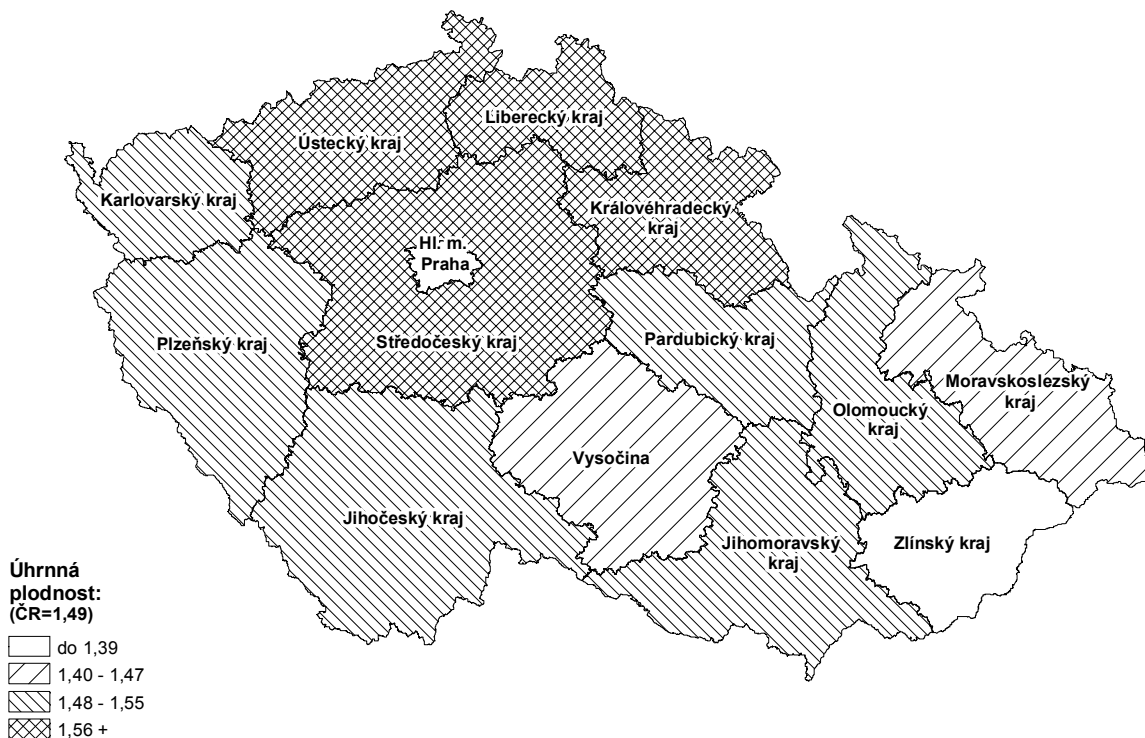 Liberecký kraj
Ústecký kraj
Karlovarský kraj
Královéhradecký
kraj
Hl. m.
Praha
Plzeňský kraj
Středočeský kraj
Pardubický kraj
Moravskoslezský
kraj
Olomoucký
kraj
Vysočina
Jihočeský kraj
Jihomoravský
kraj
Zlínský kraj
Úhrnná
plodnost:
(ČR=1,49)
do 1,39
1,40 - 1,47
1,48 - 1,55
1,56 +